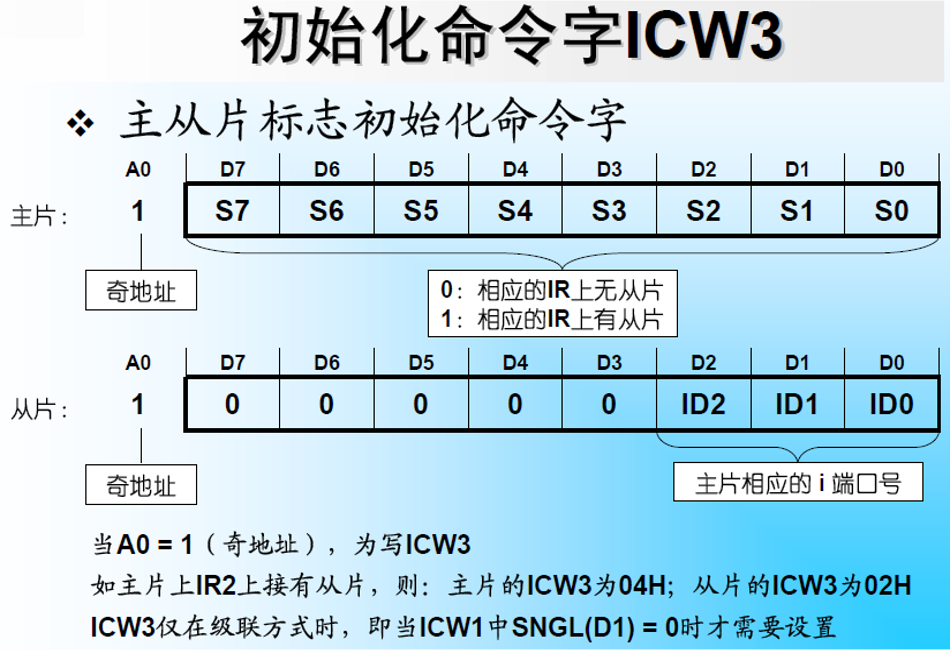 初始化命令字ICW3
❖ 主从片标志初始化命令字
A0 D7 D6 D5 D4 D3 D2 D1 D0
主片: 1 S7 S6 S5 S4 S3 S2 S1 S0
奇地址
0: 相应的IR上无从片
1: 相应的IR上有从片
A0 D7 D6 D5 D4 D3 D2 D1 D0
从片: 1 0 0 0 0 0 ID2 ID1 ID0
奇地址
主片相应的 i 端口号
当A0 = 1（奇地址），为写ICW3
如主片上IR2上接有从片，则：主片的ICW3为04H；从片的ICW3为02H
ICW3仅在级联方式时，即当ICW1中SNGL(D1) = 0时才需要设置